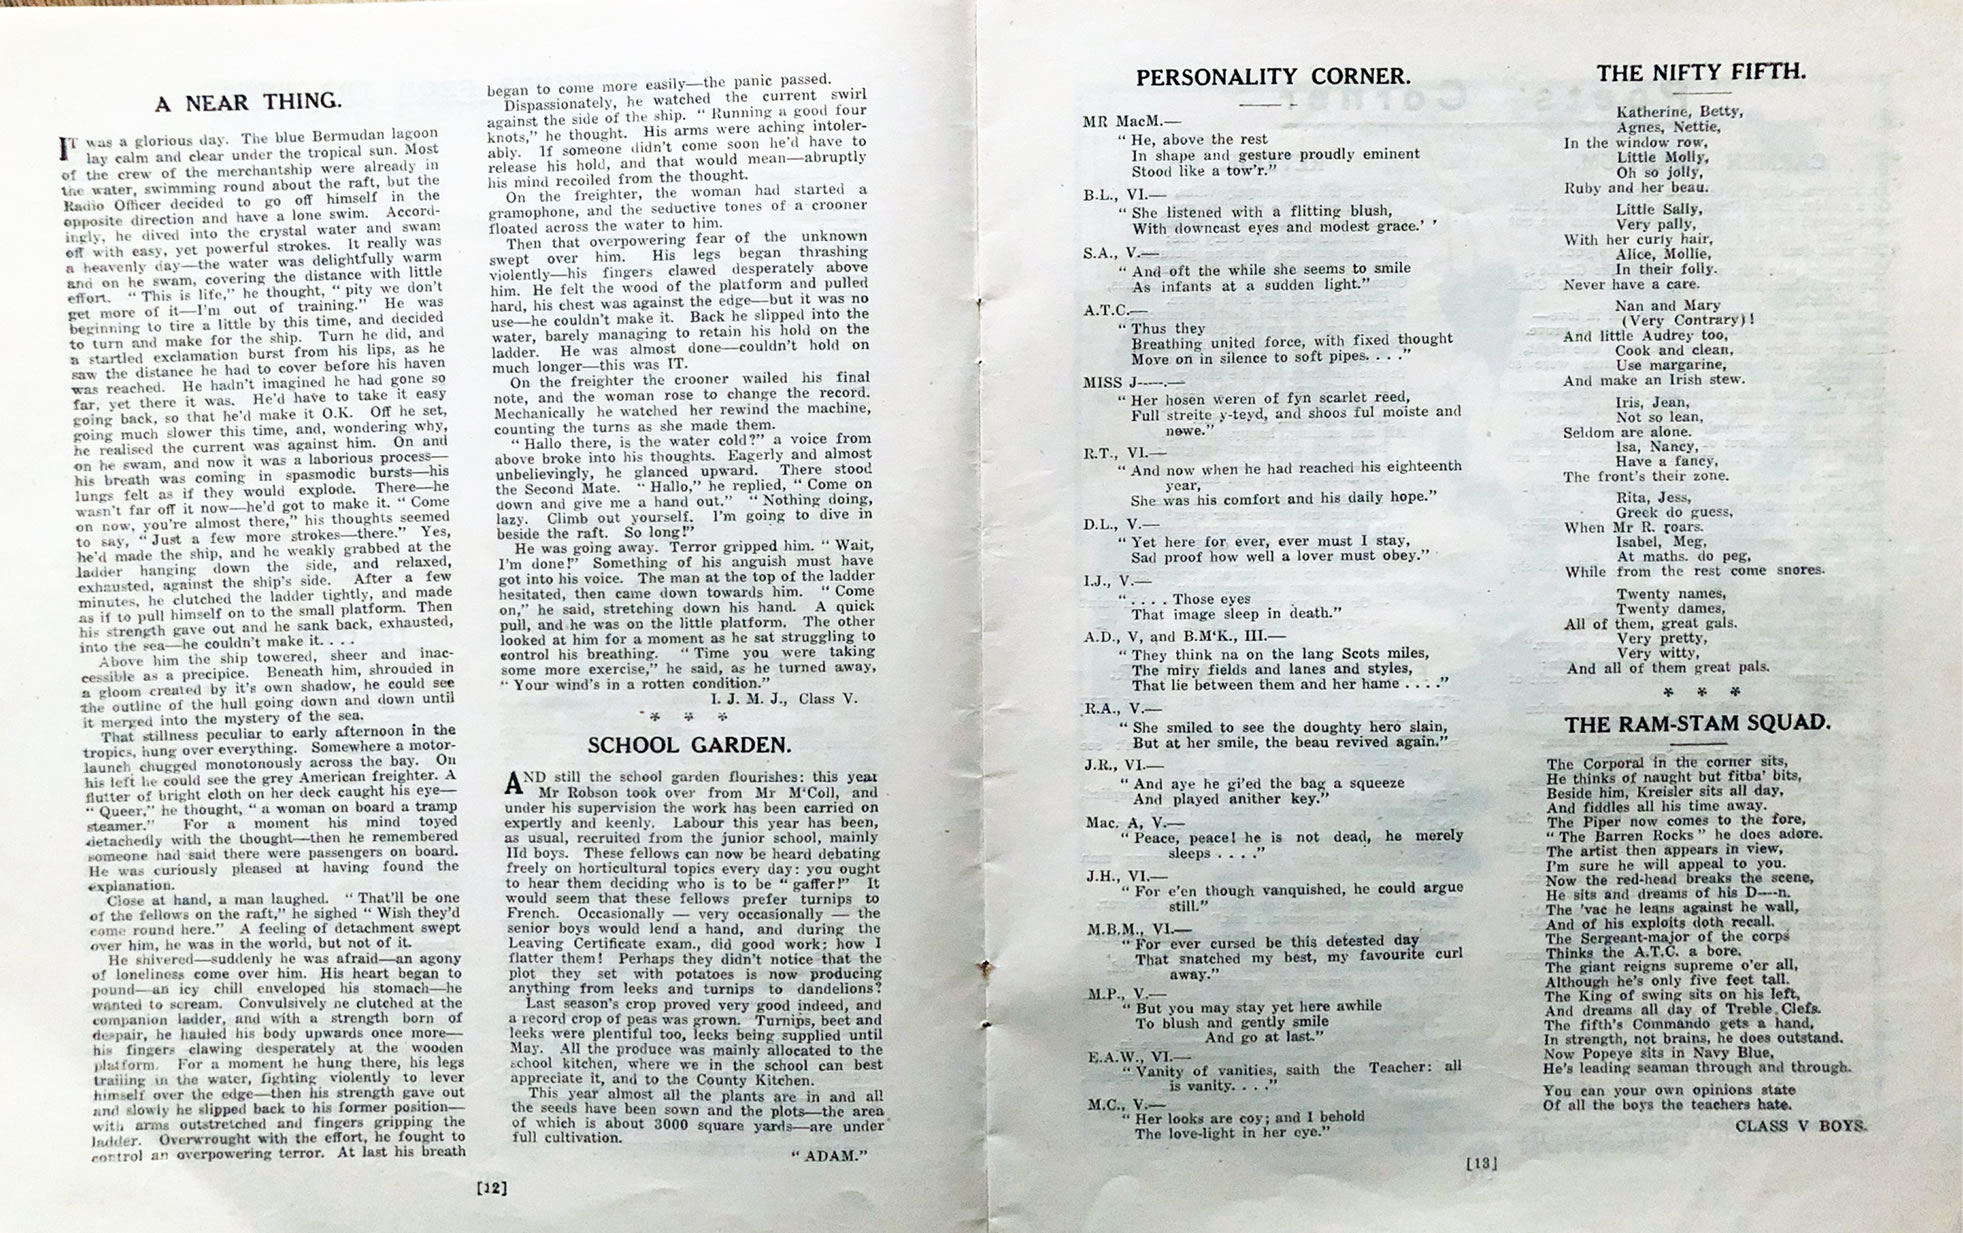 A NEAR THING.
IT was a glorious day. The blue Bermudan lagoon
lay calm and clear under the tropical sun. Most
of the crew of the merchantship were already in
the water, swimming round about the raft, but the
Radio Officer decided to go off himself in the
opposite direction and have a lone swim. Accord-
ingly, he dived into the crystal water and swam
off with easy, yet powerful strokes. It really was
a heavenly day—the water was delightfully warm
and on he swam, covering the distance with little
effort. "This is life," he thought, "pity we don't
get more of it—I'm out of training." He was
beginning to tire a little by this time, and decided
to turn and make for the ship. Turn he did, and
a startled exclamation burst from his lips, as he
saw the distance he had to cover before his haven
was reached. He hadn't imagined he had gone so
far, yet there it was. He'd have to take it easy
going back, so that he'd make it O.K. Off he set,
going much slower this time, and, wondering why,
he realised the current was against him. On and
on he swam, and now it was a laborious process—
his breath was coming in spasmodic bursts—his
lungs felt as if they would explode. There—he
wasn't far off it now—he'd got to make it. "Come
on now, you're almost there," his thoughts seemed
to say, "Just a few more strokes—there." Yes,
he'd made the ship, and he weakly grabbed at the
ladder hanging down the side, and relaxed,
exhausted, against the ship's side. After a few
minutes, he clutched the ladder tightly, and made
as if to pull himself on to the small platform. Then
his strength gave out and he sank back, exhausted,
into the sea—he couldn't make it. . . .
Above him the ship towered, sheer and inac-
cessible as a precipice. Beneath him, shrouded in
a gloom created by it's own shadow, he could see
the outline of the hull going down and down until
it merged into the mystery of the sea.
That stillness peculiar to early afternoon in the
tropics, hung over everything. Somewhere a motor-
launch chugged monotonously across the bay. On
his left he could see the grey American freighter. A
flutter of bright cloth on her deck caught his eye—
"Queer," he thought, "a woman on board a tramp
steamer." For a moment his mind toyed
detachedly with the thought—then he remembered
someone had said there were passengers on board.
He was curiously pleased at having found the
explanation.
Close at hand, a man laughed. "That'll be one
of the fellows on the raft," he sighed "Wish they'd
come round here." A feeling of detachment swept
over him, he was in the world, but not of it.
He shivered—suddenly he was afraid—an agony
of loneliness come over him. His heart began to
pound—an icy chill enveloped his stomach—he
wanted to scream. Convulsively he clutched at the
companion ladder, and with a strength born of
despair, he hauled his body upwards once more—
his fingers clawing desperately at the wooden
platform. For a moment he hung there, his legs
trailing in the water, fighting violently to lever
himself over the edge—then his strength gave out
and slowly he slipped back to his former position—
with arms outstretched and fingers gripping the
ladder. Overwrought with the effort, he fought to
control an overpowering terror. At last his breath
[12]
began to come more easily—the panic passed.
Dispassionately, he watched the current swirl
against the side of the ship. "Running a good four
knots," he thought. His arms were aching intoler-
ably. If someone didn't come soon he'd have to
release his hold, and that would mean—abruptly
his mind recoiled from the thought.
On the freighter, the woman had started a
gramophone, and the seductive tones of a crooner
floated across the water to him.
Then that overpowering fear of the unknown
swept over him. His legs began thrashing
violently—his fingers clawed desperately above
him. He felt the wood of the platform and pulled
hard, his chest was against the edge—but it was no
use—he couldn't make it. Back he slipped into the
water, barely managing to retain his hold on the
ladder. He was almost done—couldn't hold on
much longer—this was IT.
On the freighter the crooner wailed his final
note, and the woman rose to change the record.
Mechanically he watched her rewind the machine,
counting the turns as she made them.
"Hallo there, is the water cold?" a voice from
above broke into his thoughts. Eagerly and almost
unbelievingly, he glanced upward. There stood
the Second Mate. "Hallo," he replied, "Come on
down and give me a hand out." "Nothing doing,
lazy. Climb out yourself. I'm going to dive in
beside the raft. So long!"
He was going away. Terror gripped him. "Wait,
I'm done!" Something of his anguish must have
got into his voice. The man at the top of the ladder
hesitated, then came down towards him. "Come
on," he said, stretching down his hand. A quick
pull, and he was on the little platform. The other
looked at him for a moment as he sat struggling to
control his breathing. "Time you were taking
some more exercise," he said, as he turned away,
"Your wind's in a rotten condition."
I. J. M. J., Class V.
* * *
SCHOOL GARDEN.
AND still the school garden flourishes: this year
Mr Robson took over from Mr M'Coll, and
under his supervision the work has been carried on
expertly and keenly. Labour this year has been,
as usual, recruited from the junior school, mainly
IId boys. These fellows can now be heard debating
freely on horticultural topics every day: you ought
to hear them deciding who is to be "gaffer!" It
would seem that these fellows prefer turnips to
French. Occasionally — very occasionally — the
senior boys would lend a hand, and during the
Leaving Certificate exam., did good work: how I
flatter them! Perhaps they didn't notice that the
plot they set with potatoes is now producing
anything from leeks and turnips to dandelions?
Last season's crop proved very good indeed, and
a record crop of peas was grown. Turnips, beet and
leeks were plentiful too, leeks being supplied until
May. All the produce was mainly allocated to the
school kitchen, where we in the school can best
appreciate it, and to the County Kitchen.
This year almost all the plants are in and all
the seeds have been sown and the plots—the area
of which is about 3000 square yards—are under
full cultivation.
"ADAM."
PERSONALITY CORNER.
MR MacM.—
"He, above the rest
In shape and gesture proudly eminent
Stood like a tow'r."
B.L., VI.—
"She listened with a flitting blush,
With downcast eyes and modest grace.' '
S.A., V.—
"And oft the while she seems to smile
As infants at a sudden light."
A.T.C.—
"Thus they
Breathing united force, with fixed thought
Move on in silence to soft pipes. . . ."
MISS J-----.—
"Her hosen weren of fyn scarlet reed,
Full streite y-teyd, and shoos ful moiste and
newe."
R.T., VI.—
"And now when he had reached his eighteenth
year,
She was his comfort and his daily hope."
D.L., V.—
"Yet here for ever, ever must I stay,
Sad proof how well a lover must obey."
I.J., V.—
". . . . Those eyes
That image sleep in death."
A.D., V, and B.M'K., III.—
"They think na on the lang Scots miles,
The miry fields and lanes and styles,
That lie between them and her hame . . . ."
R.A., V.—
"She smiled to see the doughty hero slain,
But at her smile, the beau revived again."
J.R., VI.—
"And aye he gi'ed the bag a squeeze
And played anither key."
Mac. A, V.—
"Peace, peace! he is not dead, he merely
sleeps . . . ."
J.H., VI.—
"For e'en though vanquished, he could argue
still."
M.B.M., VI.—
"For ever cursed be this detested day
That snatched my best, my favourite curl
away."
M.P., V.—
"But you may stay yet here awhile
To blush and gently smile
And go at last."
E.A.W., VI.—
"Vanity of vanities, saith the Teacher: all
is vanity. . . ."
M.C., V.—
"Her looks are coy; and I behold
The love-light in her eye."
THE NIFTY FIFTH.
Katherine, Betty,
Agnes, Nettie,
In the window row,
Little Molly,
Oh so jolly,
Ruby and her beau.
Little Sally,
Very pally,
With her curly hair,
Alice, Mollie,
In their folly.
Never have a care.
Nan and Mary
(Very Contrary)!
And little Audrey too,
Cook and clean,
Use margarine,
And make an Irish stew.
Iris, Jean,
Not so lean,
Seldom are alone.
Isa, Nancy,
Have a fancy,
The front's their zone.
Rita, Jess,
Greek do guess,
When Mr R. roars.
Isabel, Meg,
At maths. do peg,
While from the rest come snores.
Twenty names,
Twenty dames,
All of them, great gals.
Very pretty,
Very witty,
And all of them great pals.
* * *
THE RAM-STAM SQUAD.
The Corporal in the corner sits,
He thinks of naught but fitba' bits,
Beside him, Kreisler sits all day,
And fiddles all his time away.
The Piper now comes to the fore,
"The Barren Rocks" he does adore.
The artist then appears in view,
I'm sure he will appeal to you.
Now the red-head breaks the scene,
He sits and dreams of his D----n.
The 'vac he leans against he wall,
And of his exploits doth recall.
The Sergeant-major of the corps
Thinks the A.T.C. a bore.
The giant reigns supreme o'er all,
Although he's only five feet tall.
The King of swing sits on his left,
And dreams all day of Treble Clefs.
The fifth's Commando gets a hand,
In strength, not brains, he does outstand.
Now Popeye sits in Navy Blue,
He's leading seaman through and through.
You can your own opinions state
Of all the boys the teachers hate.
CLASS V BOYS.
[13]